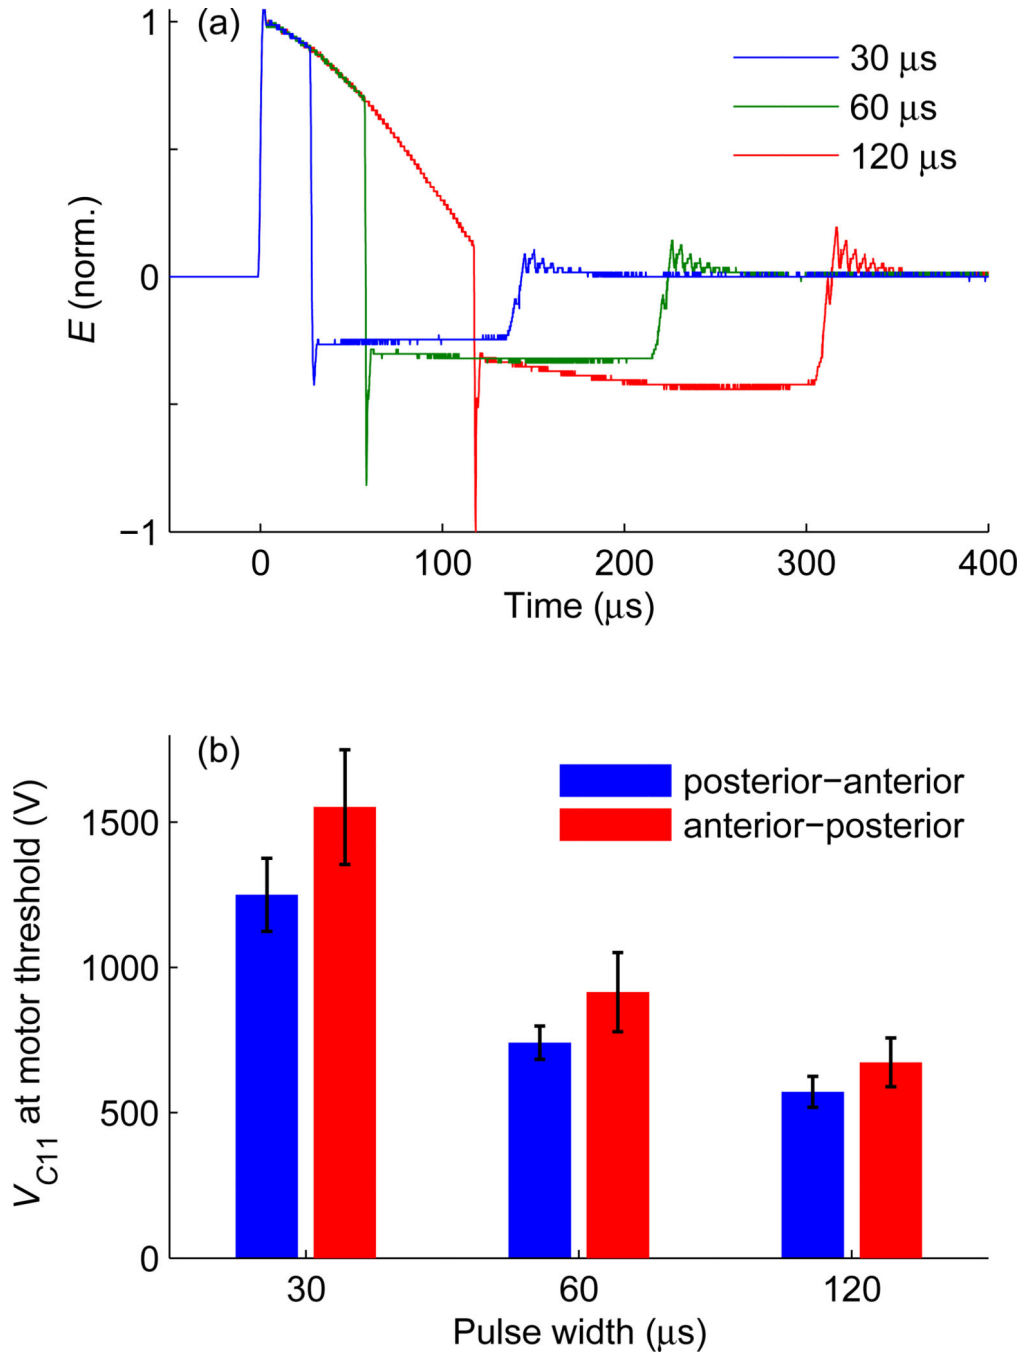 (a)
30 μs
60 μs
120 μs
1
0
−1
E (norm.)
0
100
200
300
400
Time (μs)
(b)
posterior−anterior
anterior−posterior
1500
1000
500
0
V_C11 at motor threshold (V)
30
60
120
Pulse width (μs)